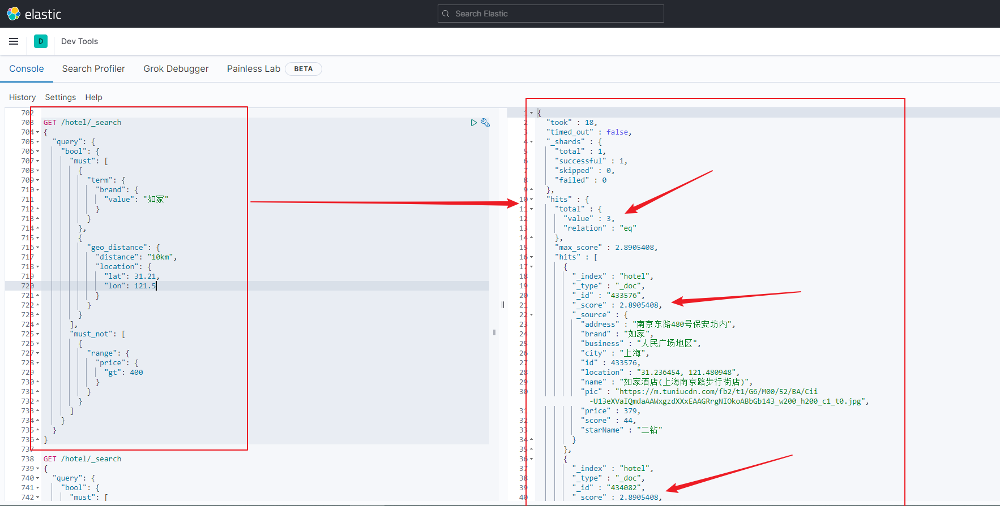 elastic
Search Elastic
D
Dev Tools
Console
Search Profiler
Grok Debugger
Painless Lab
BETA
History
Settings
Help
702
703 GET /hotel/_search
704 {
705 "query": {
706 "bool": {
707 "must": [
708 {
709 "term": {
710 "brand": {
711 "value": "如家"
712 }
713 }
714 },
715 {
716 "geo_distance": {
717 "distance": "10km",
718 "location": {
719 "lat": 31.21,
720 "lon": 121.5
721 }
722 }
723 }
724 ],
725 "must_not": [
726 {
727 "range": {
728 "price": {
729 "gt": 400
730 }
731 }
732 }
733 ]
734 }
735 }
736 }
737
738 GET /hotel/_search
739 {
740 "query": {
741 "bool": {
742 "must": [
1 {
2 "took" : 18,
3 "timed_out" : false,
4 "_shards" : {
5 "total" : 1,
6 "successful" : 1,
7 "skipped" : 0,
8 "failed" : 0
9 },
10 "hits" : {
11 "total" : {
12 "value" : 3,
13 "relation" : "eq"
14 },
15 "max_score" : 2.8905408,
16 "hits" : [
17 {
18 "_index" : "hotel",
19 "_type" : "_doc",
20 "_id" : "433576",
21 "_score" : 2.8905408,
22 "_source" : {
23 "address" : "南京东路480号保安坊内",
24 "brand" : "如家",
25 "business" : "人民广场地区",
26 "city" : "上海",
27 "id" : 433576,
28 "location" : "31.236454, 121.480948",
29 "name" : "如家酒店(上海南京路步行街店)",
30 "pic" : "https://m.tuniucdn.com/fb2/t1/G6/M00/52/BA/Cii
-U13eXVaIQmdaAAWxgzdXXxEAAGRrgNIOkoABbGb143_w200_h200_c1_t0.jpg",
31 "price" : 379,
32 "score" : 44,
33 "starName" : "二钻"
34 }
35 },
36 {
37 "_index" : "hotel",
38 "_type" : "_doc",
39 "_id" : "434082",
40 "_score" : 2.8905408,